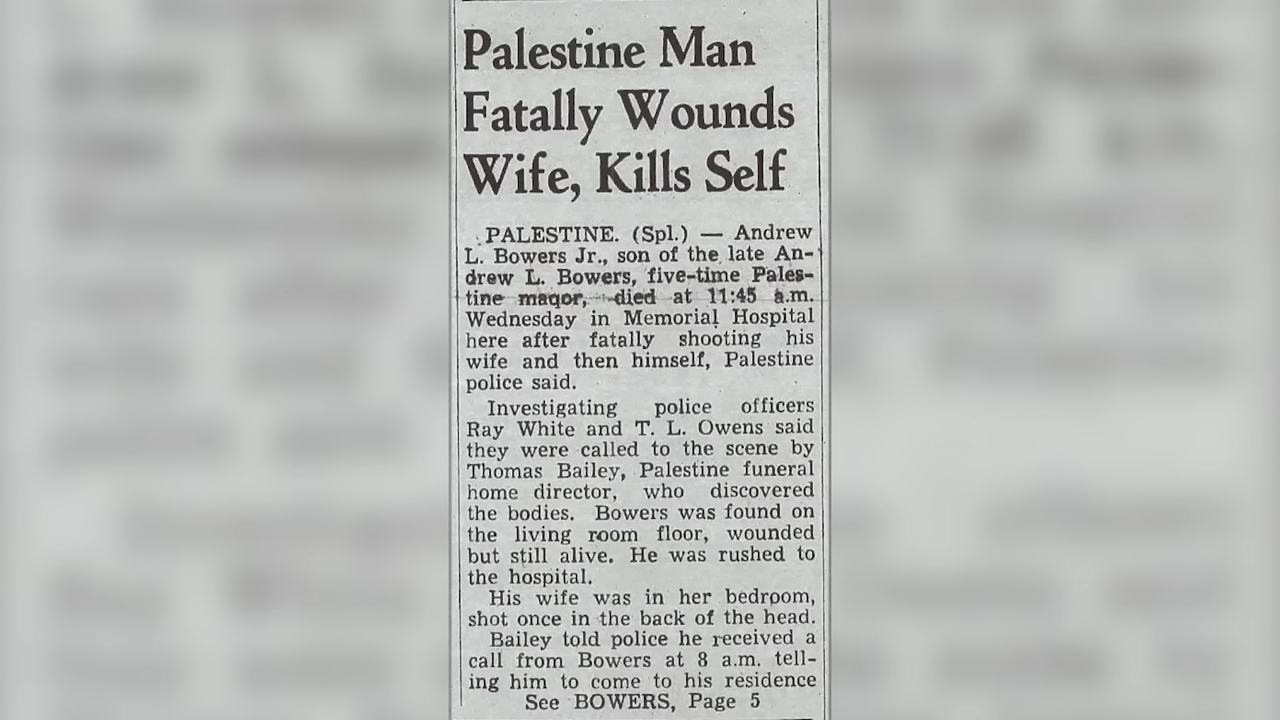 Palestine Man
Fatally Wounds
Wife, Kills Self
PALESTINE. (Spl.) — Andrew
L. Bowers Jr., son of the late An-
drew L. Bowers, five-time Pales-
tine maqor, died at 11:45 a.m.
Wednesday in Memorial Hospital
here after fatally shooting his
wife and then himself, Palestine
police said.
Investigating police officers
Ray White and T. L. Owens said
they were called to the scene by
Thomas Bailey, Palestine funeral
home director, who discovered
the bodies. Bowers was found on
the living room floor, wounded
but still alive. He was rushed to
the hospital.
His wife was in her bedroom,
shot once in the back of the head.
Bailey told police he received a
call from Bowers at 8 a.m. tell-
ing him to come to his residence
See BOWERS, Page 5